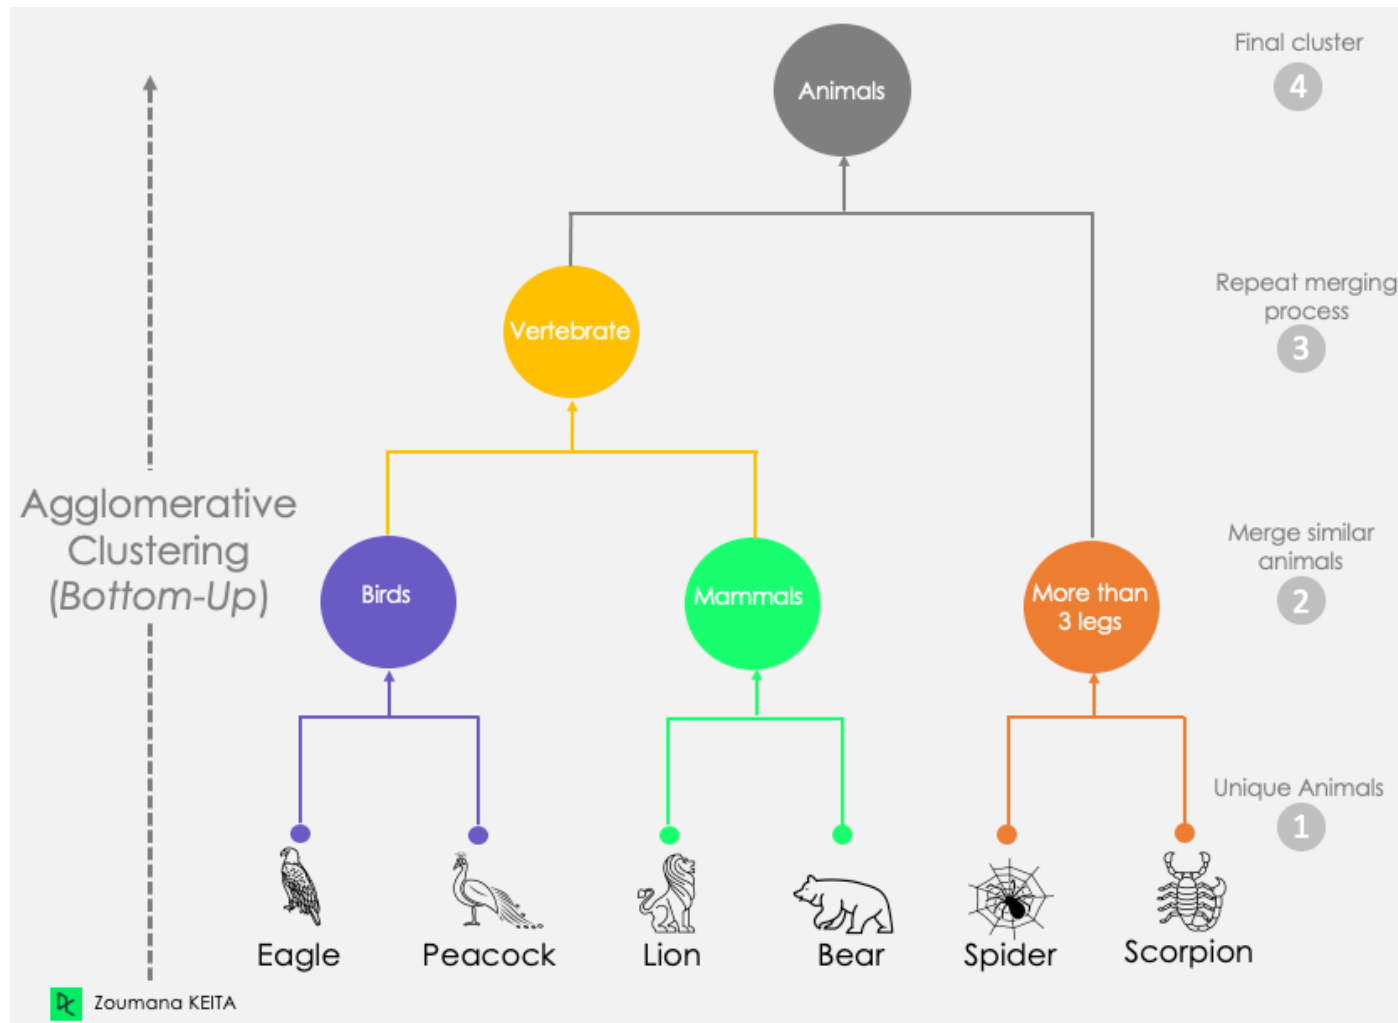 Final cluster
4
Animals
Repeat merging
process
3
Vertebrate
Agglomerative
Clustering
(Bottom-Up)
Merge similar
animals
2
Birds
Mammals
More than
3 legs
Unique Animals
1
Eagle
Peacock
Lion
Bear
Spider
Scorpion
Zoumana KEITA